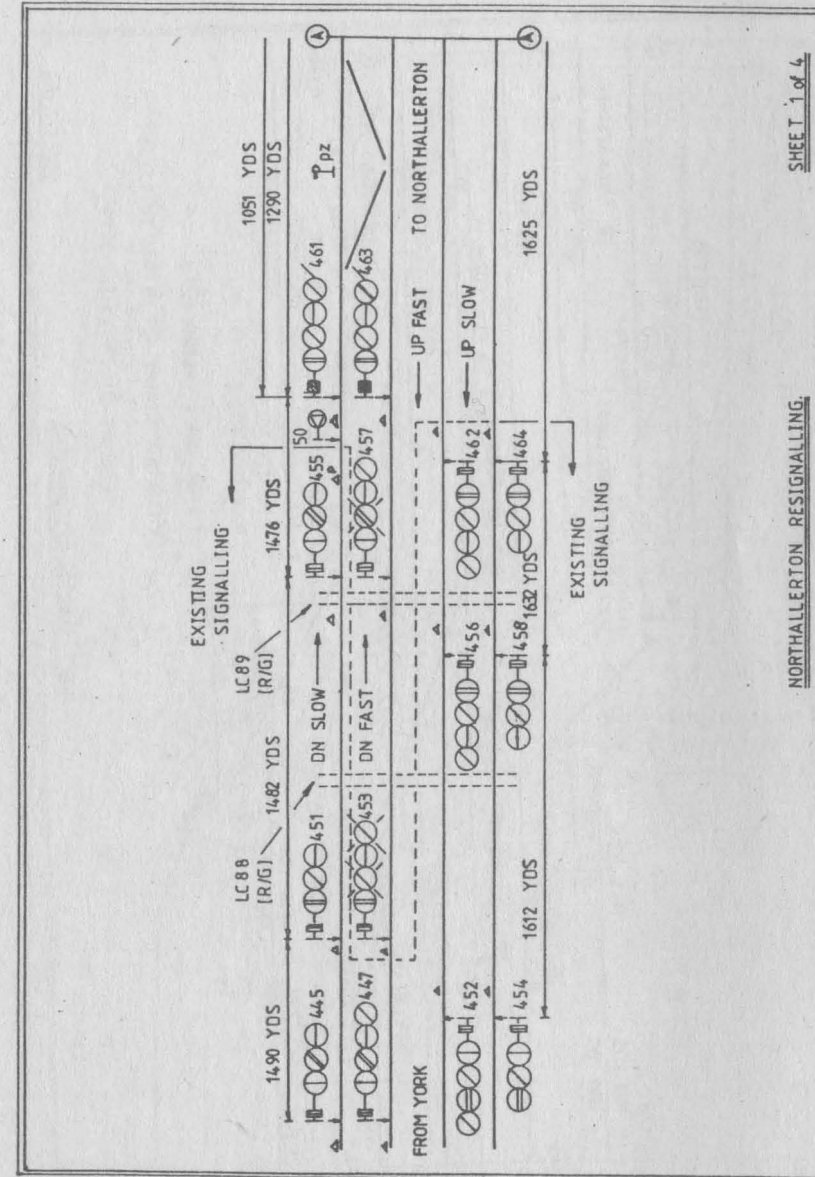 1051 YDS
1290 YDS
1490 YDS
1482 YDS
1476 YDS
EXISTING
SIGNALLING
LC 88
[R/G]
LC 89
[R/G]
445
451
455
50
461
pz
A
DN SLOW
P
447
453
457
463
DN FAST
FROM YORK
UP FAST
TO NORTHALLERTON
UP SLOW
452
456
462
454
458
464
A
1612 YDS
1632 YDS
1625 YDS
EXISTING
SIGNALLING
NORTHALLERTON RESIGNALLING.
SHEET 1 of 4